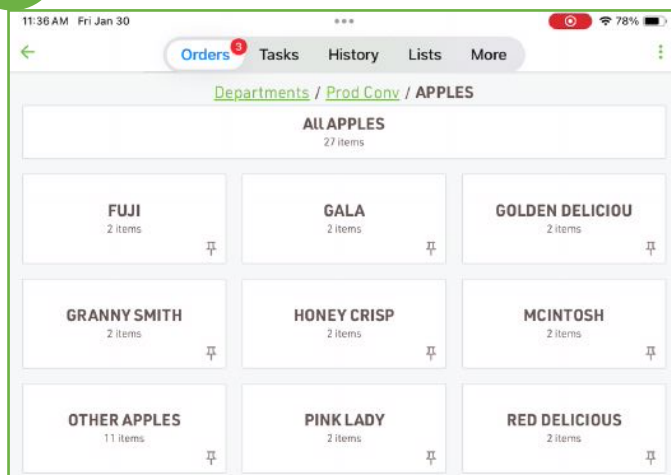 11:36 AM Fri Jan 30
78%
Orders 3 Tasks History Lists More
Departments / Prod Conv / APPLES
All APPLES
27 items
FUJI GALA GOLDEN DELICIOU
2 items 2 items 2 items
GRANNY SMITH HONEY CRISP MCINTOSH
2 items 2 items 2 items
OTHER APPLES PINK LADY RED DELICIOUS
11 items 2 items 2 items